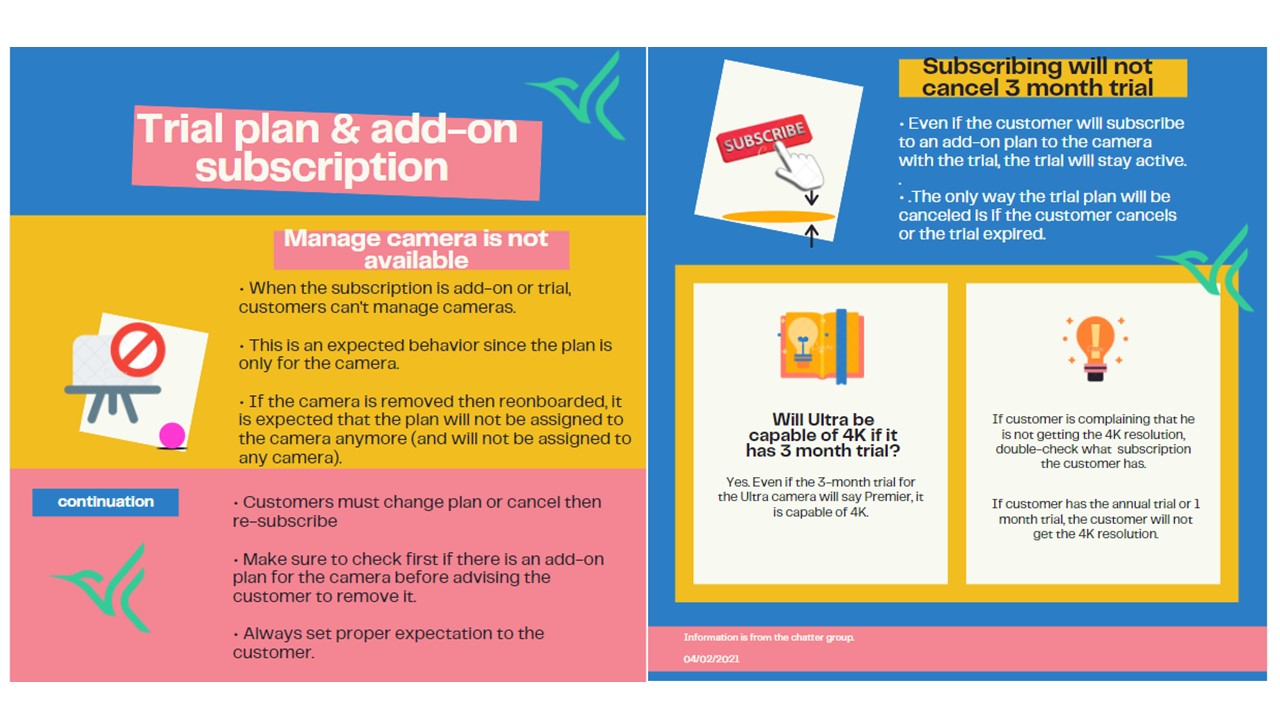 Trial plan & add-on
subscription
Manage camera is not
available
• When the subscription is add-on or trial,
customers can't manage cameras.
• This is an expected behavior since the plan is
only for the camera.
• If the camera is removed then reonboarded, it
is expected that the plan will not be assigned to
the camera anymore (and will not be assigned to
any camera).
continuation
• Customers must change plan or cancel then
re-subscribe
• Make sure to check first if there is an add-on
plan for the camera before advising the
customer to remove it.
• Always set proper expectation to the
customer.
SUBSCRIBE
Subscribing will not
cancel 3 month trial
• Even if the customer will subscribe
to an add-on plan to the camera
with the trial, the trial will stay active.
.
• .The only way the trial plan will be
canceled is if the customer cancels
or the trial expired.
Will Ultra be
capable of 4K if it
has 3 month trial?
Yes. Even if the 3-month trial for
the Ultra camera will say Premier, it
is capable of 4K.
If customer is complaining that he
is not getting the 4K resolution,
double-check what subscription
the customer has.
If customer has the annual trial or 1
month trial, the customer will not
get the 4K resolution.
Information is from the chatter group.
04/02/2021